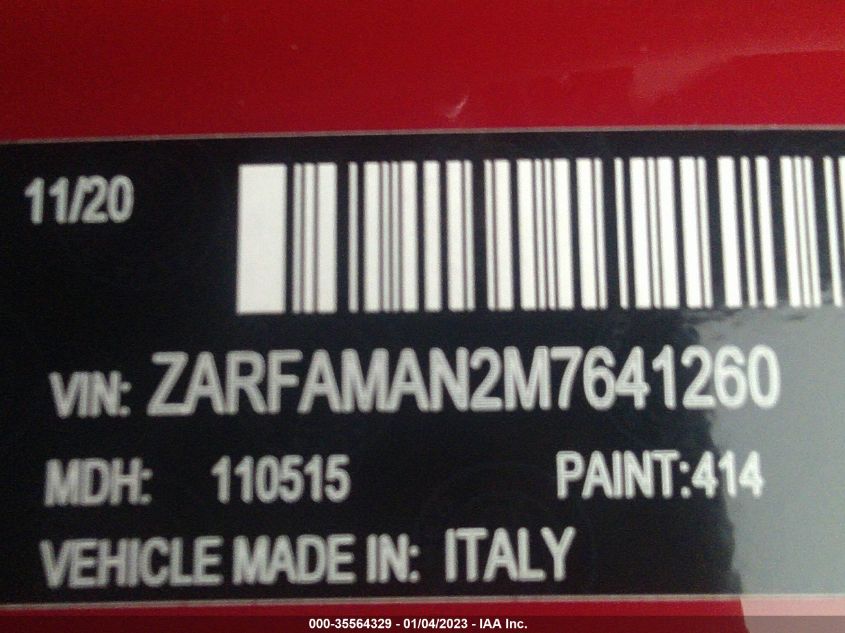 11/20
VIN: ZARFAMAN2M7641260
MDH: 110515 PAINT:414
VEHICLE MADE IN: ITALY
000-35564329 - 01/04/2023 - IAA Inc.